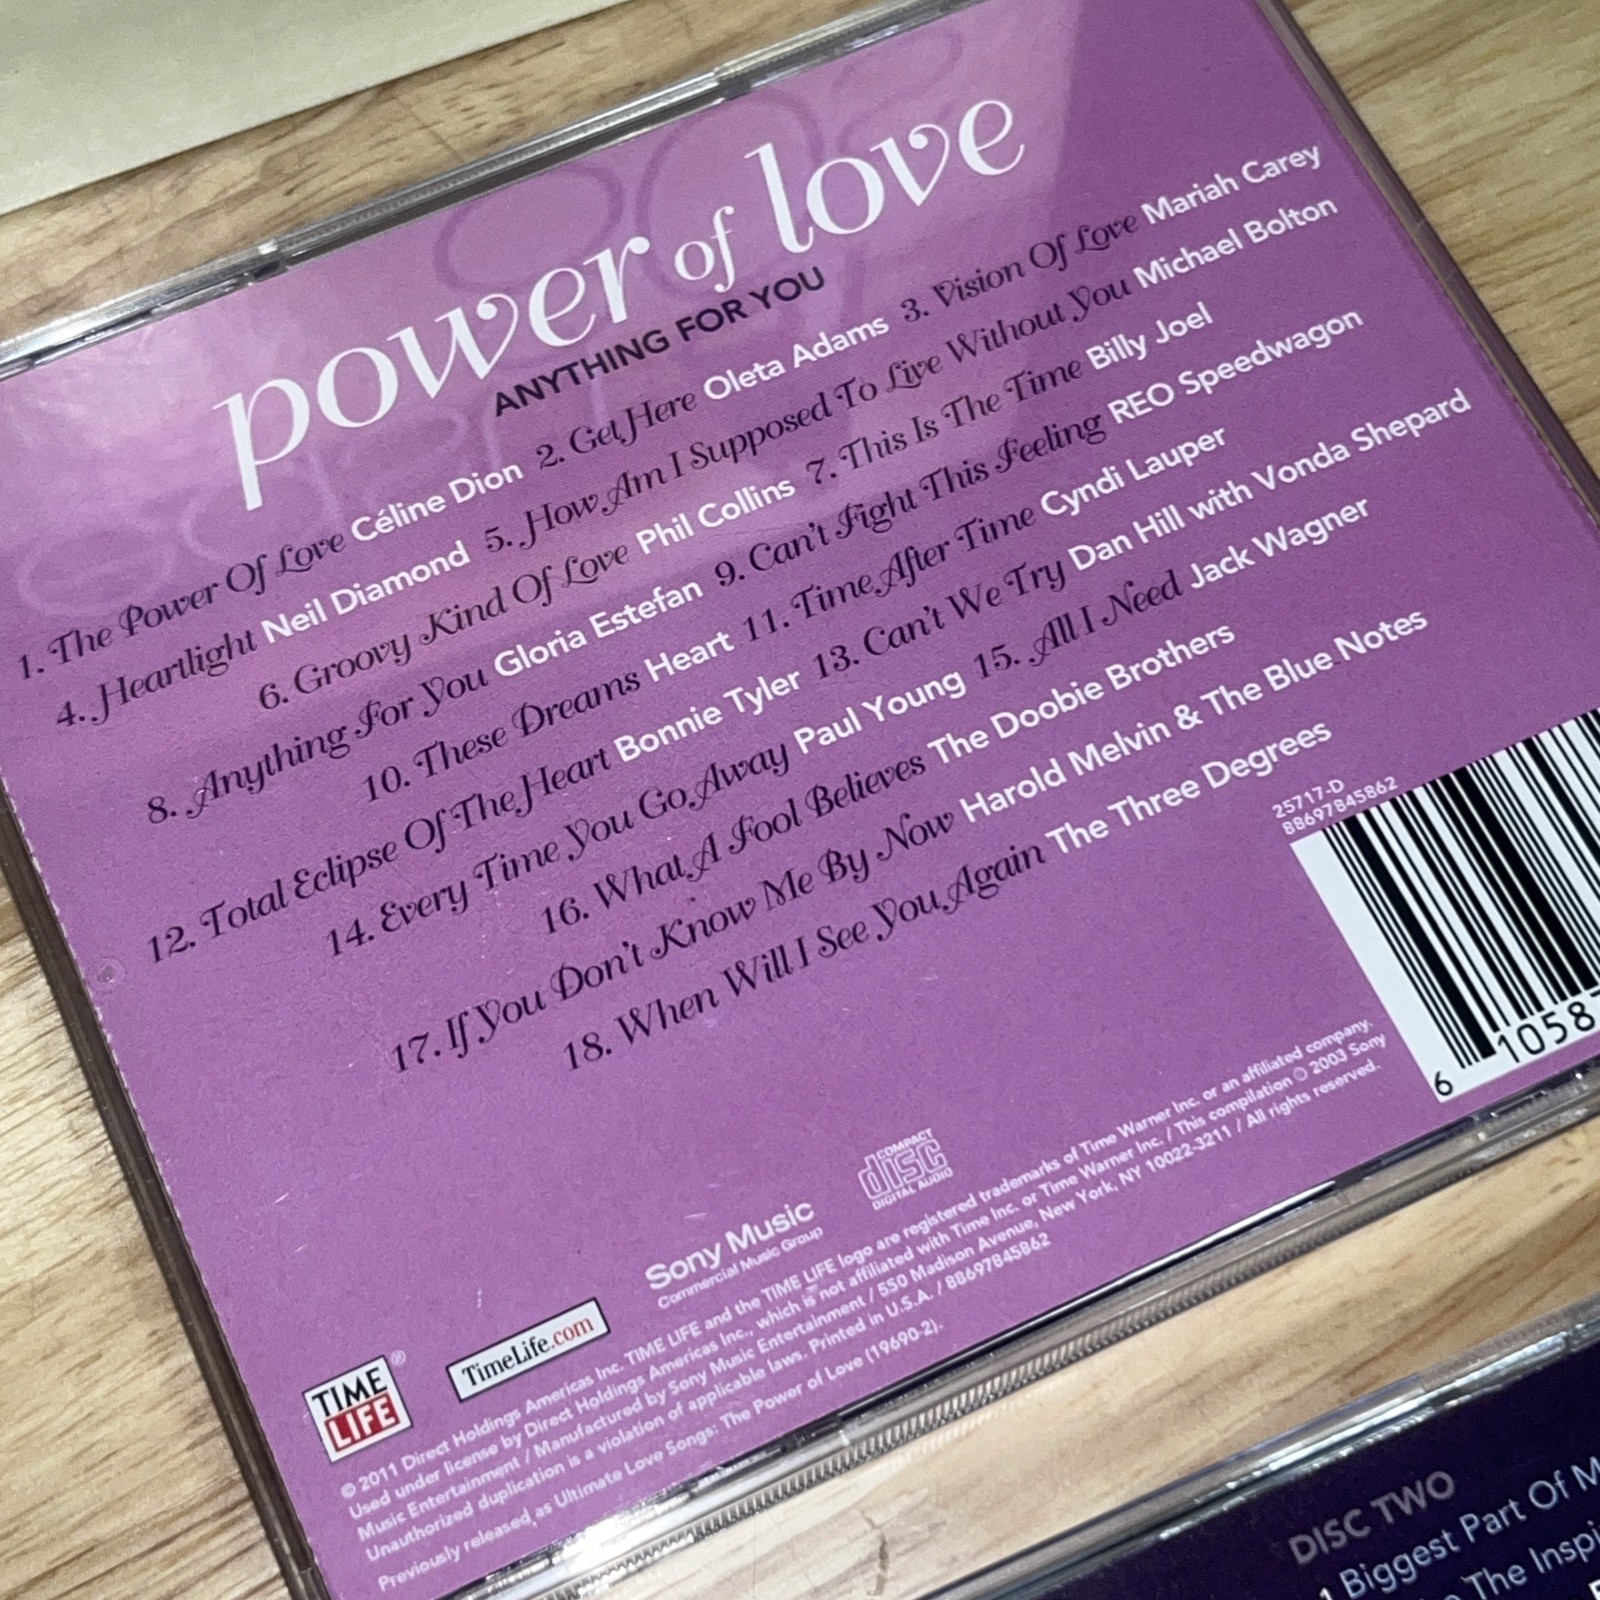 power of love
ANYTHING FOR YOU
1. The Power Of Love Céline Dion 2. Get Here Oleta Adams 3. Vision Of Love Mariah Carey
4. Heartlight Neil Diamond 5. How Am I Supposed To Live Without You Michael Bolton
6. Groovy Kind Of Love Phil Collins 7. This Is The Time Billy Joel
8. Anything For You Gloria Estefan 9. Can't Fight This Feeling REO Speedwagon
10. These Dreams Heart 11. Time After Time Cyndi Lauper
12. Total Eclipse Of The Heart Bonnie Tyler 13. Can't We Try Dan Hill with Vonda Shepard
14. Every Time You Go Away Paul Young 15. All I Need Jack Wagner
16. What A Fool Believes The Doobie Brothers
17. If You Don't Know Me By Now Harold Melvin & The Blue Notes
18. When Will I See You Again The Three Degrees
25717-D
88697845862
6 1058
TIME LIFE ®
TimeLife.com
Sony Music
Commercial Music Group
COMPACT disc DIGITAL AUDIO
© 2011 Direct Holdings Americas Inc. TIME LIFE and the TIME LIFE logo are registered trademarks of Time Warner Inc. or an affiliated company.
Used under license by Direct Holdings Americas Inc., which is not affiliated with Time Inc. or Time Warner Inc. / This compilation ℗ 2003 Sony
Music Entertainment / Manufactured by Sony Music Entertainment / 550 Madison Avenue, New York, NY 10022-3211 / All rights reserved.
Unauthorized duplication is a violation of applicable laws. Printed in U.S.A. / 88697845862
Previously released as Ultimate Love Songs: The Power of Love (19690-2).
DISC TWO
1 Biggest Part Of
The